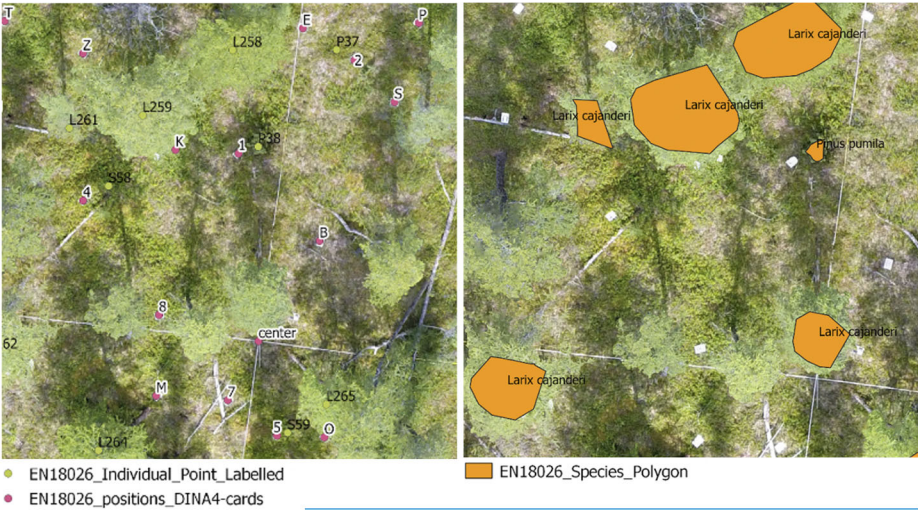 T
E
P
L258
P37
Z
2
S
L259
L261
K
1
P38
S58
4
B
8
center
62
M
7
L265
5
S59
O
L264
EN18026_Individual_Point_Labelled
EN18026_positions_DINA4-cards
Larix cajanderi
Larix cajanderi
Larix cajanderi
Pinus pumila
Larix cajanderi
Larix cajanderi
EN18026_Species_Polygon